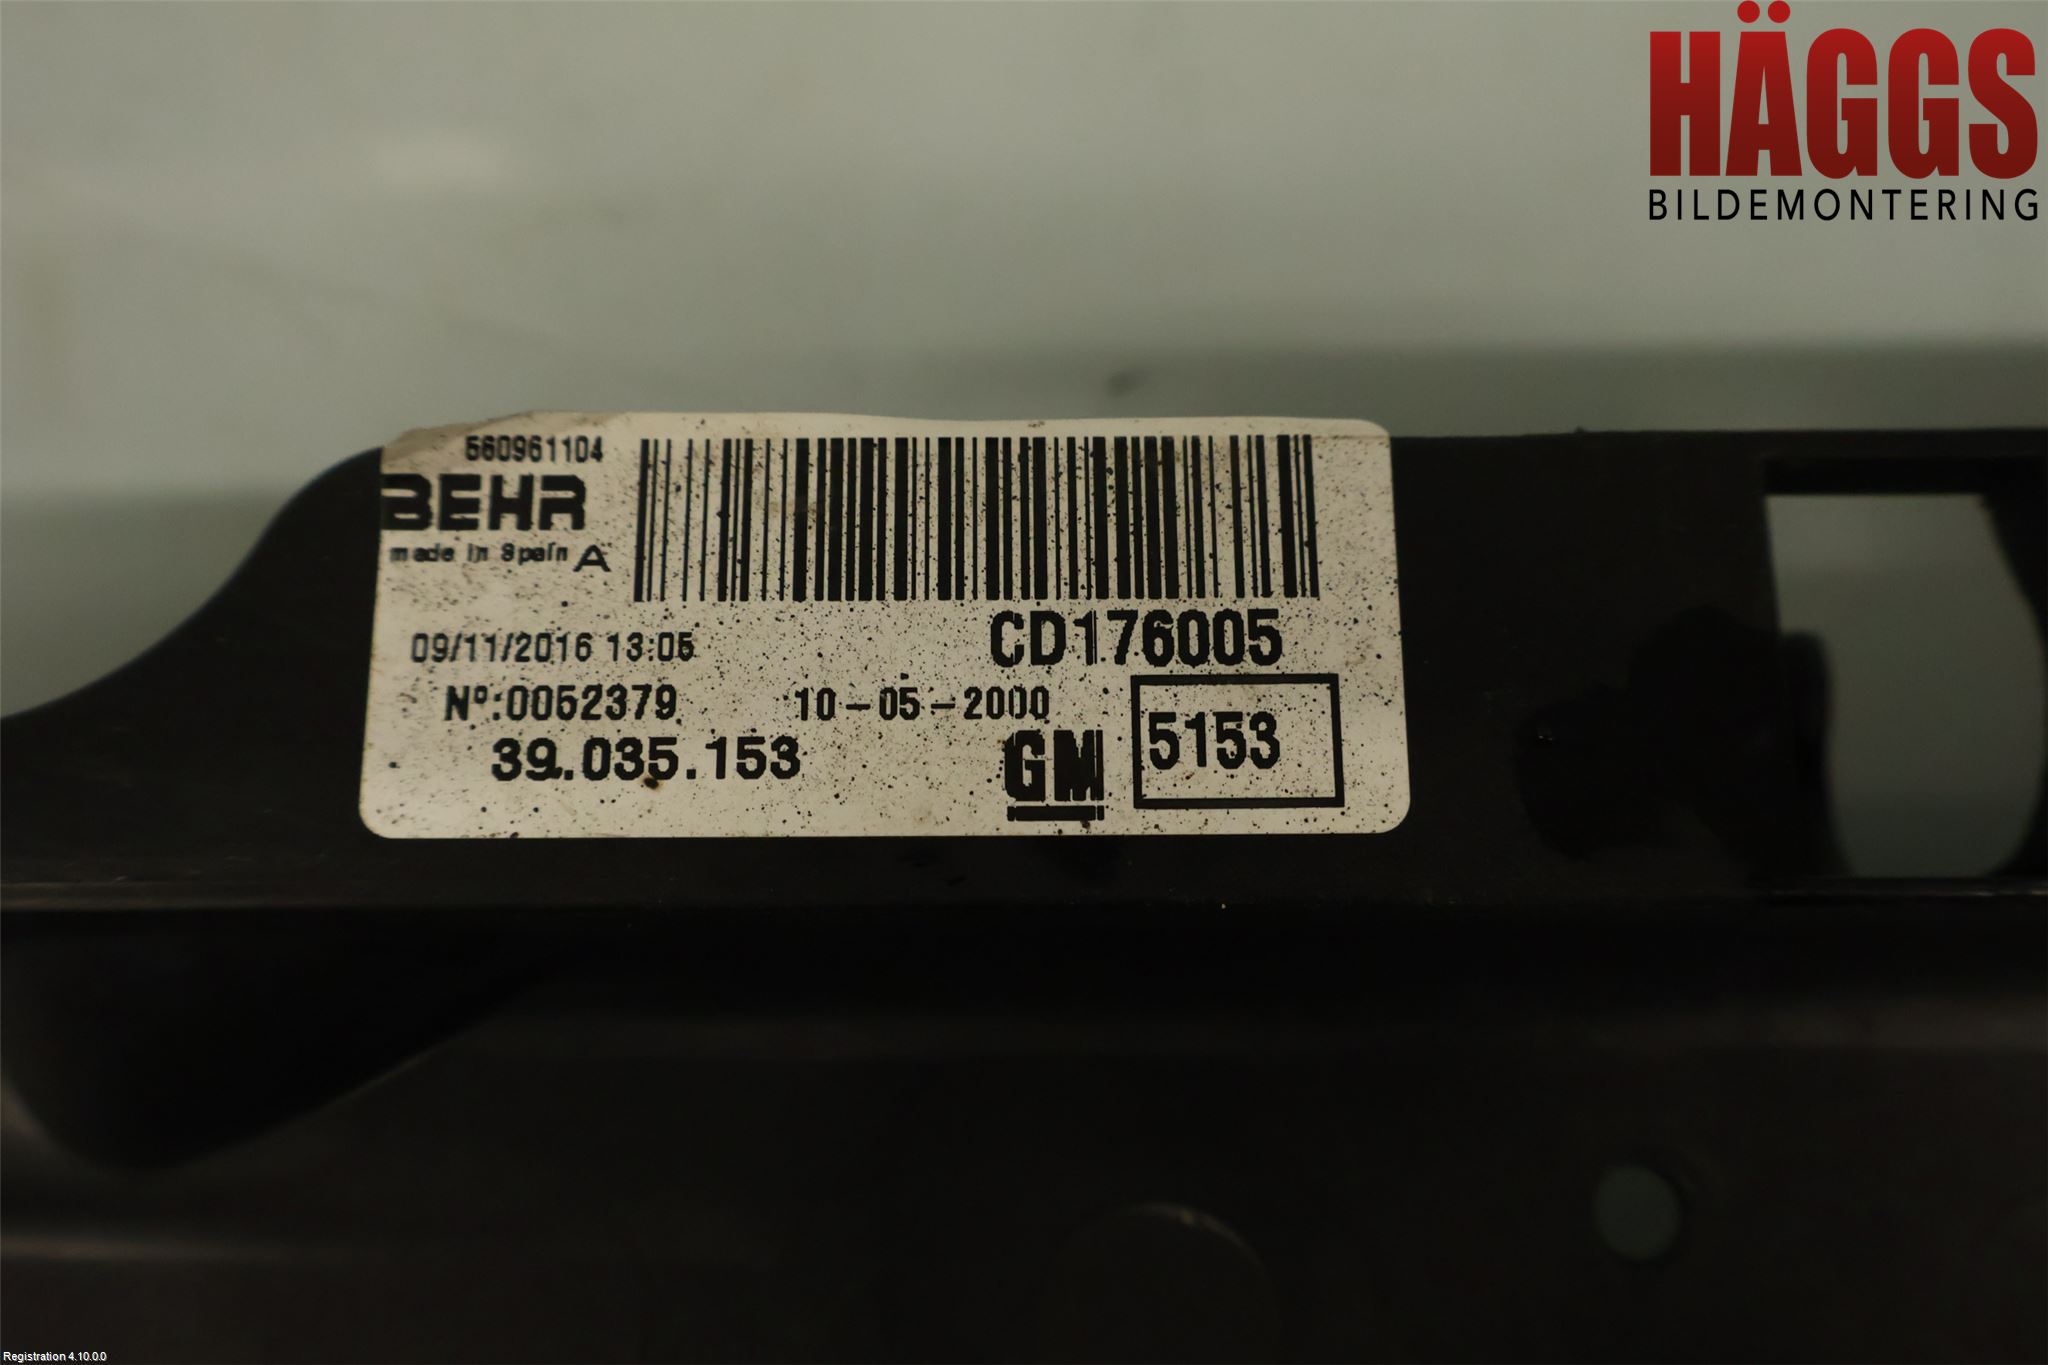 HÄGGS
BILDEMONTERING
560961104
BEHR
made in Spain A
CD176005
09/11/2016 13:05
Nº:0052379 10-05-2000
39.035.153
GM 5153
Registration 4.10.0.0